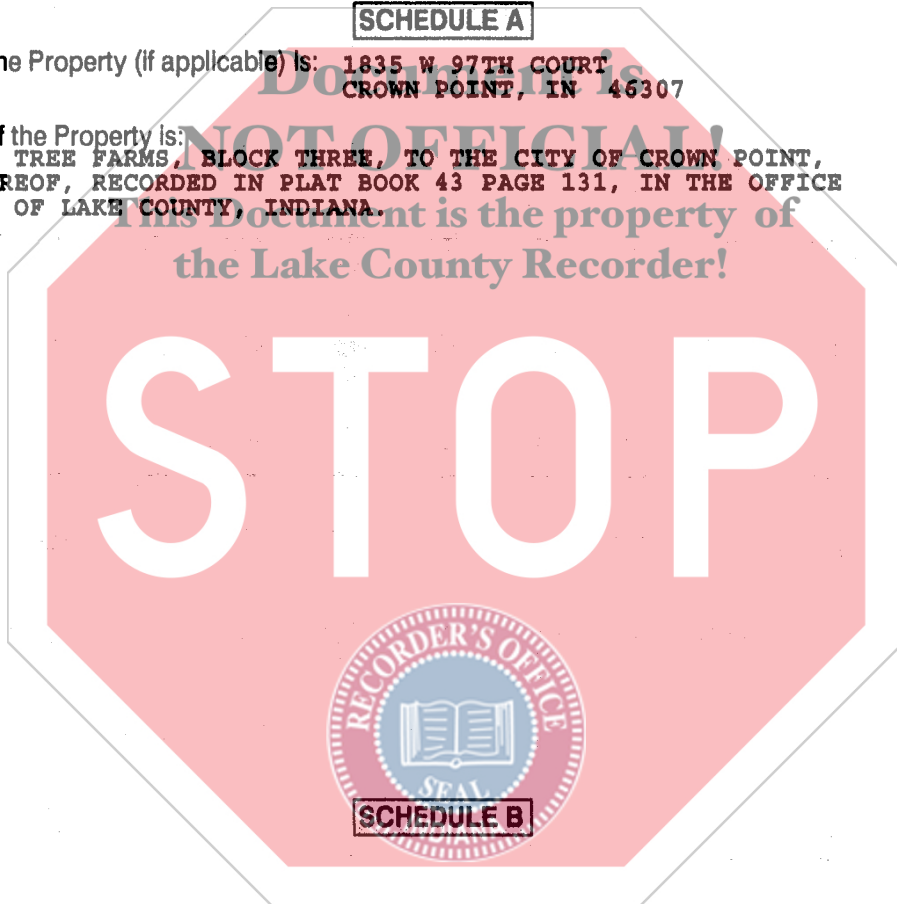 SCHEDULE A
he Property (if applicable) is: 1835 W 97TH COURT
CROWN POINT, IN 46307
f the Property is:
TREE FARMS, BLOCK THREE, TO THE CITY OF CROWN POINT,
REOF, RECORDED IN PLAT BOOK 43 PAGE 131, IN THE OFFICE
OF LAKE COUNTY, INDIANA.
Document is
NOT OFFICIAL!
This Document is the property of
the Lake County Recorder!
STOP
RECORDER'S OFFICE
SEAL
INDIANA
SCHEDULE B